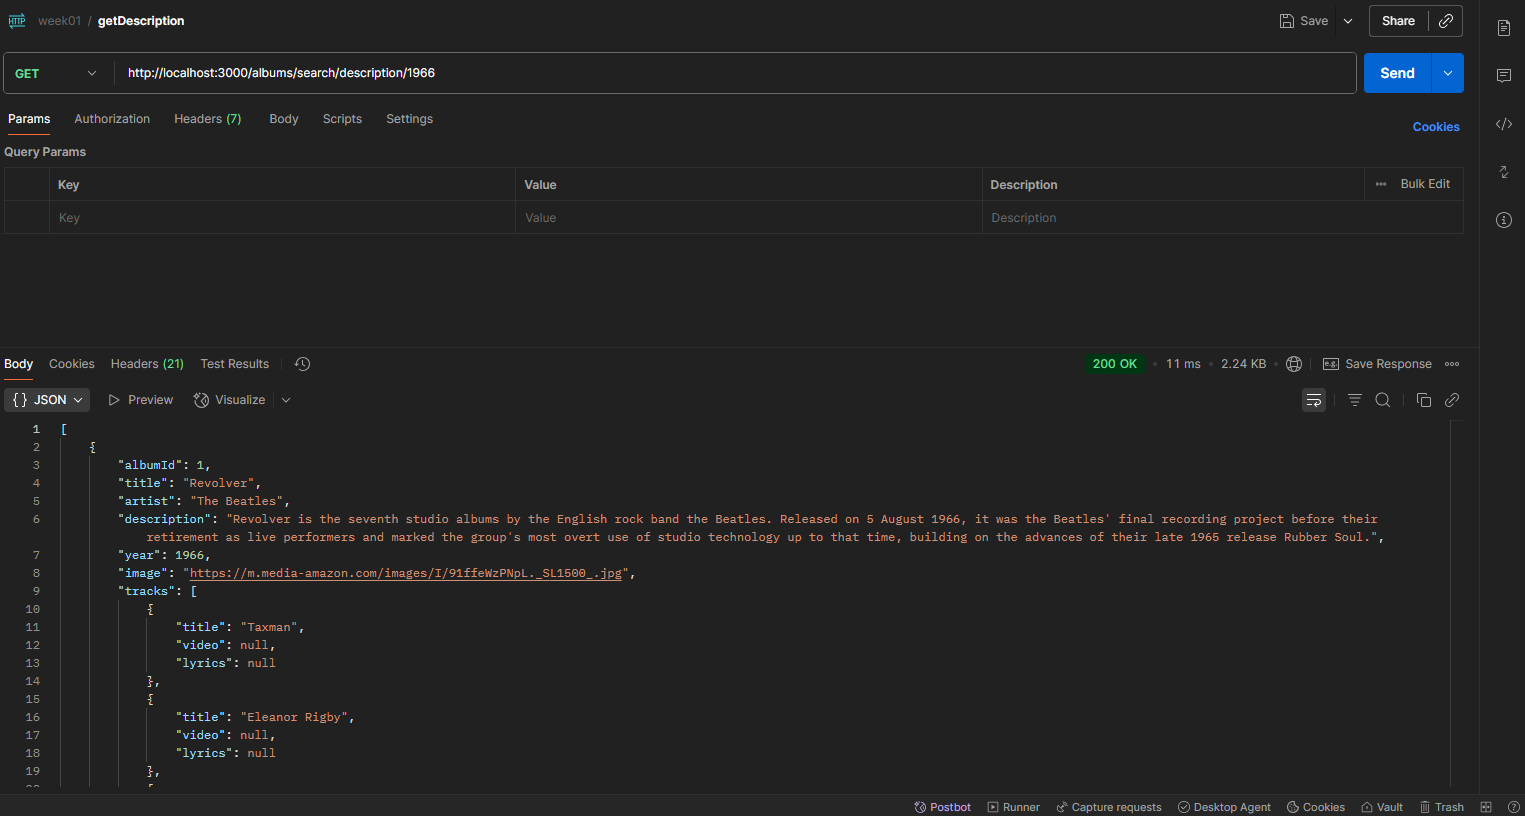 HTTP week01 / getDescription Save Share
GET http://localhost:3000/albums/search/description/1966 Send
Params Authorization Headers (7) Body Scripts Settings Cookies
Query Params
Key Value Description Bulk Edit
Key Value Description
Body Cookies Headers (21) Test Results 200 OK 11 ms 2.24 KB e.g. Save Response
{} JSON Preview Visualize
1 [
2 {
3 "albumId": 1,
4 "title": "Revolver",
5 "artist": "The Beatles",
6 "description": "Revolver is the seventh studio albums by the English rock band the Beatles. Released on 5 August 1966, it was the Beatles' final recording project before their
retirement as live performers and marked the group's most overt use of studio technology up to that time, building on the advances of their late 1965 release Rubber Soul.",
7 "year": 1966,
8 "image": "https://m.media-amazon.com/images/I/91ffeWzPNpL._SL1500_.jpg",
9 "tracks": [
10 {
11 "title": "Taxman",
12 "video": null,
13 "lyrics": null
14 },
15 {
16 "title": "Eleanor Rigby",
17 "video": null,
18 "lyrics": null
19 },
Postbot Runner Capture requests Desktop Agent Cookies Vault Trash